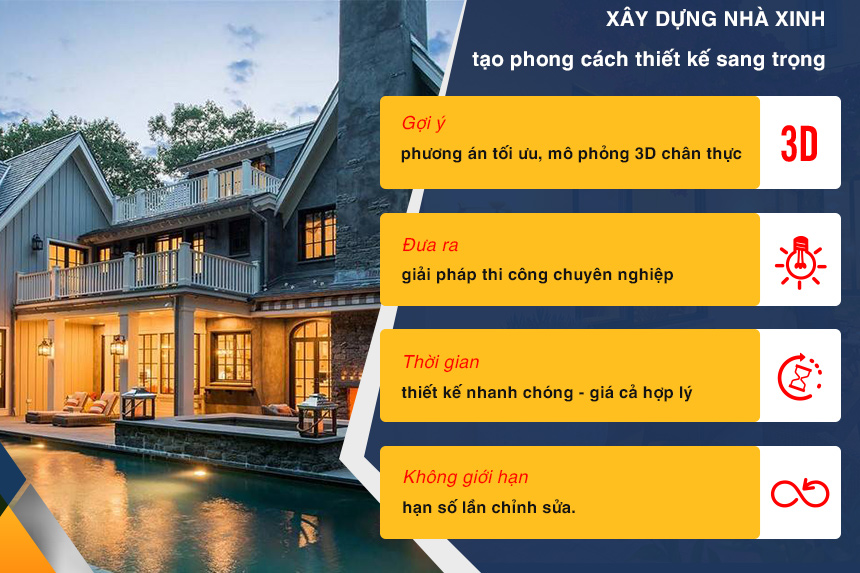 XÂY DỰNG NHÀ XINH
tạo phong cách thiết kế sang trọng
Gợi ý
phương án tối ưu, mô phỏng 3D chân thực
3D
Đưa ra
giải pháp thi công chuyên nghiệp
Thời gian
thiết kế nhanh chóng - giá cả hợp lý
Không giới hạn
hạn số lần chỉnh sửa.